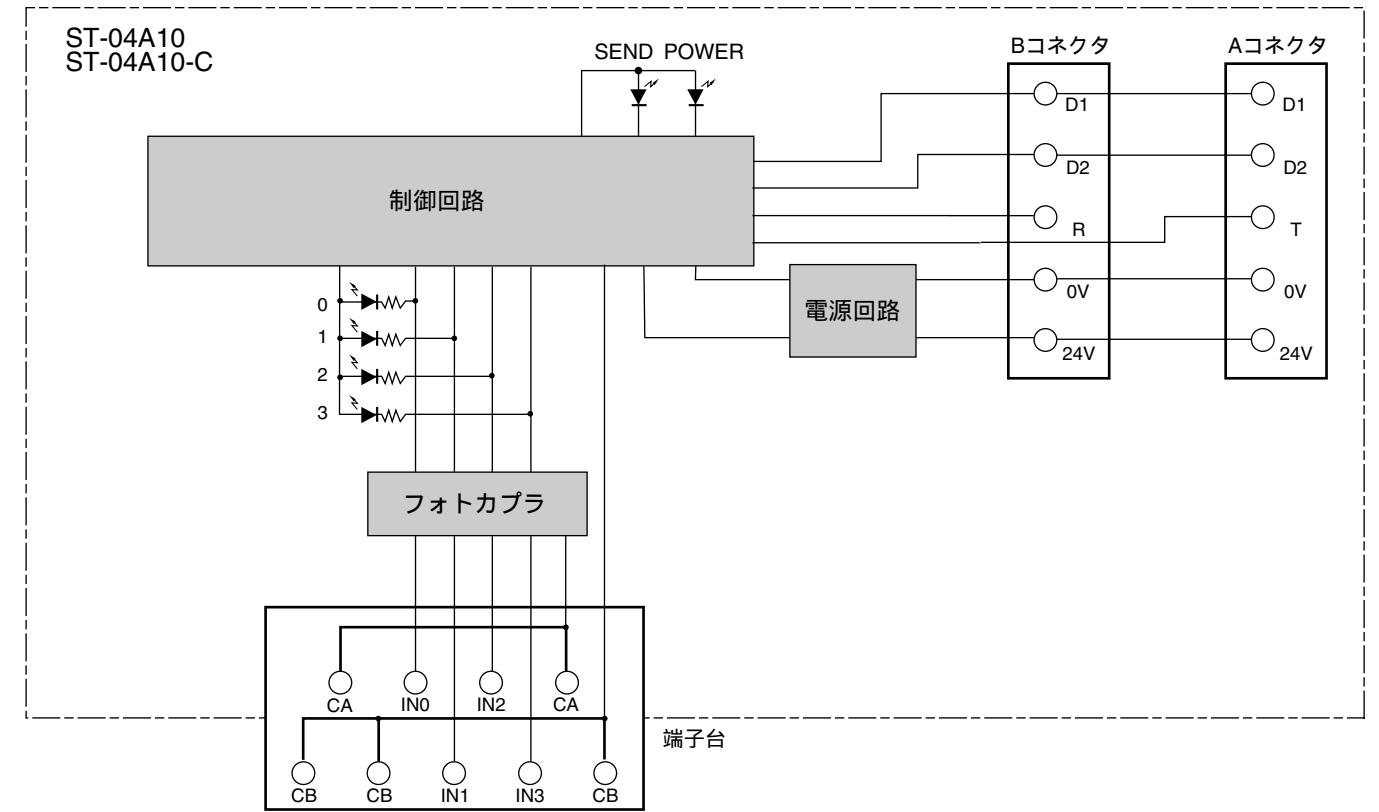 ST-04A10
ST-04A10-C
SEND POWER
Bコネクタ
Aコネクタ
D1
D1
D2
D2
制御回路
R
T
0V
0V
電源回路
24V
24V
0
1
2
3
フォトカプラ
CA
IN0
IN2
CA
端子台
CB
CB
IN1
IN3
CB